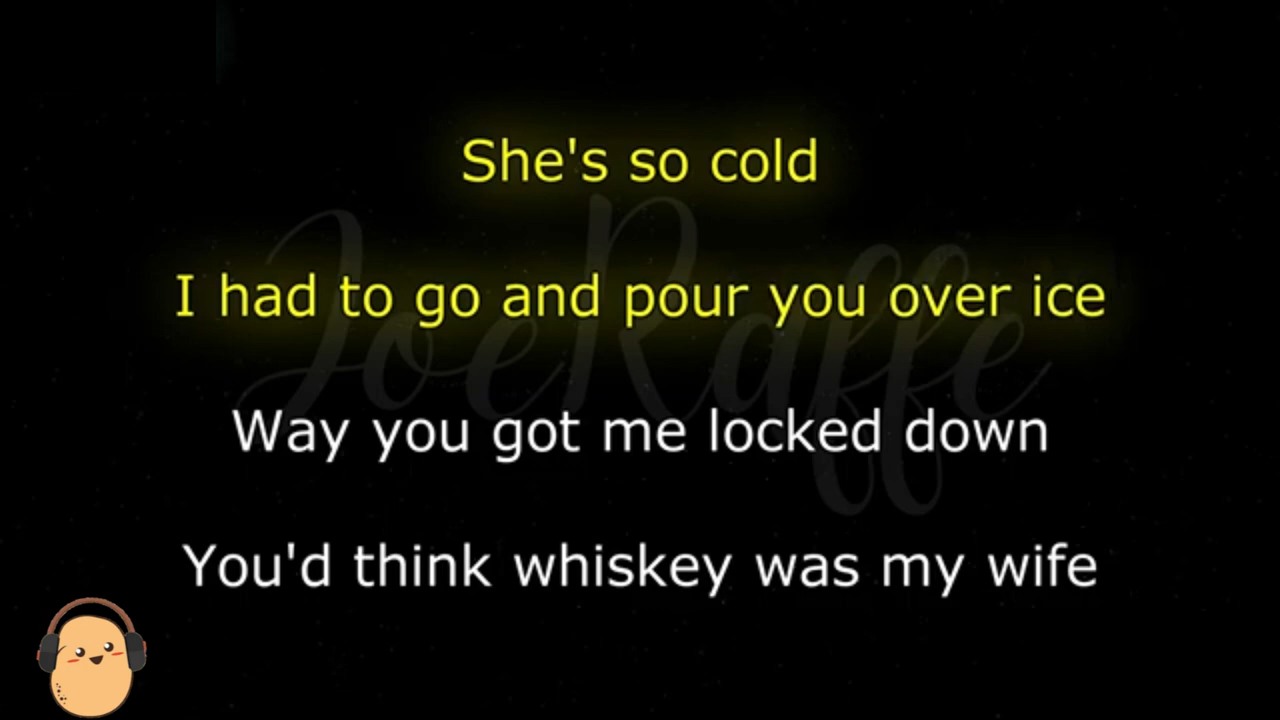 She's so cold
I had to go and pour you over ice
Way you got me locked down
You'd think whiskey was my wife
JoeRaffe